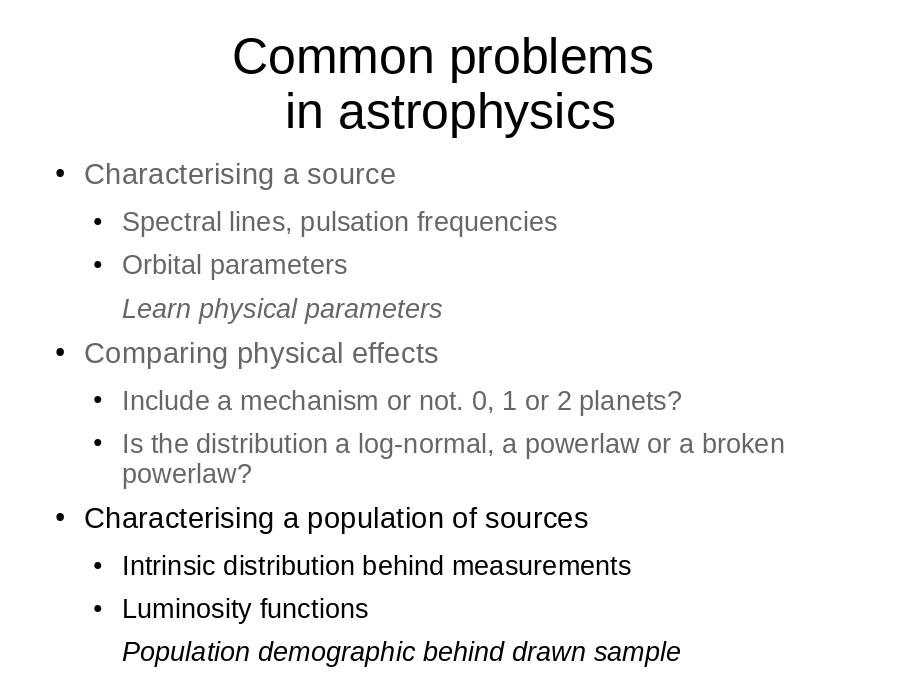 Common problems
in astrophysics
• Characterising a source
• Spectral lines, pulsation frequencies
• Orbital parameters
Learn physical parameters
• Comparing physical effects
• Include a mechanism or not. 0, 1 or 2 planets?
• Is the distribution a log-normal, a powerlaw or a broken
powerlaw?
• Characterising a population of sources
• Intrinsic distribution behind measurements
• Luminosity functions
Population demographic behind drawn sample